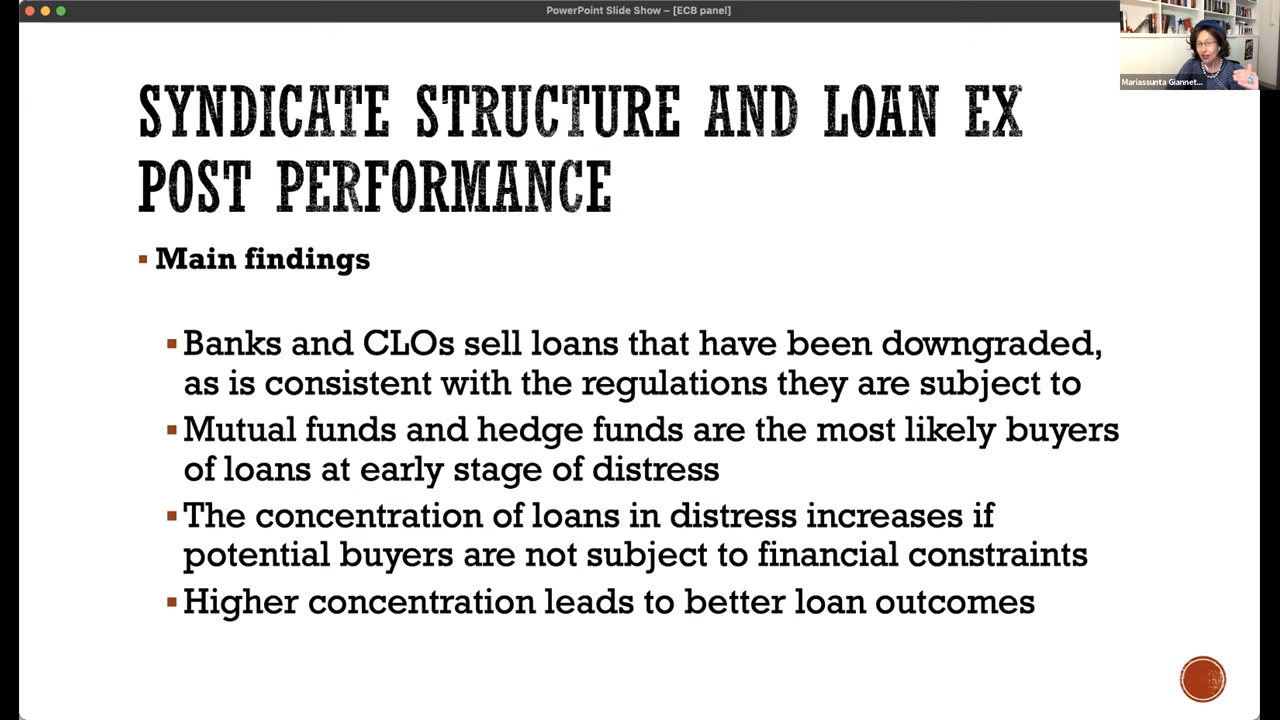 PowerPoint Slide Show – [ECB panel]
Mariassunta Giannet...
SYNDICATE STRUCTURE AND LOAN EX
POST PERFORMANCE
▪ Main findings
▪ Banks and CLOs sell loans that have been downgraded,
as is consistent with the regulations they are subject to
▪ Mutual funds and hedge funds are the most likely buyers
of loans at early stage of distress
▪ The concentration of loans in distress increases if
potential buyers are not subject to financial constraints
▪ Higher concentration leads to better loan outcomes